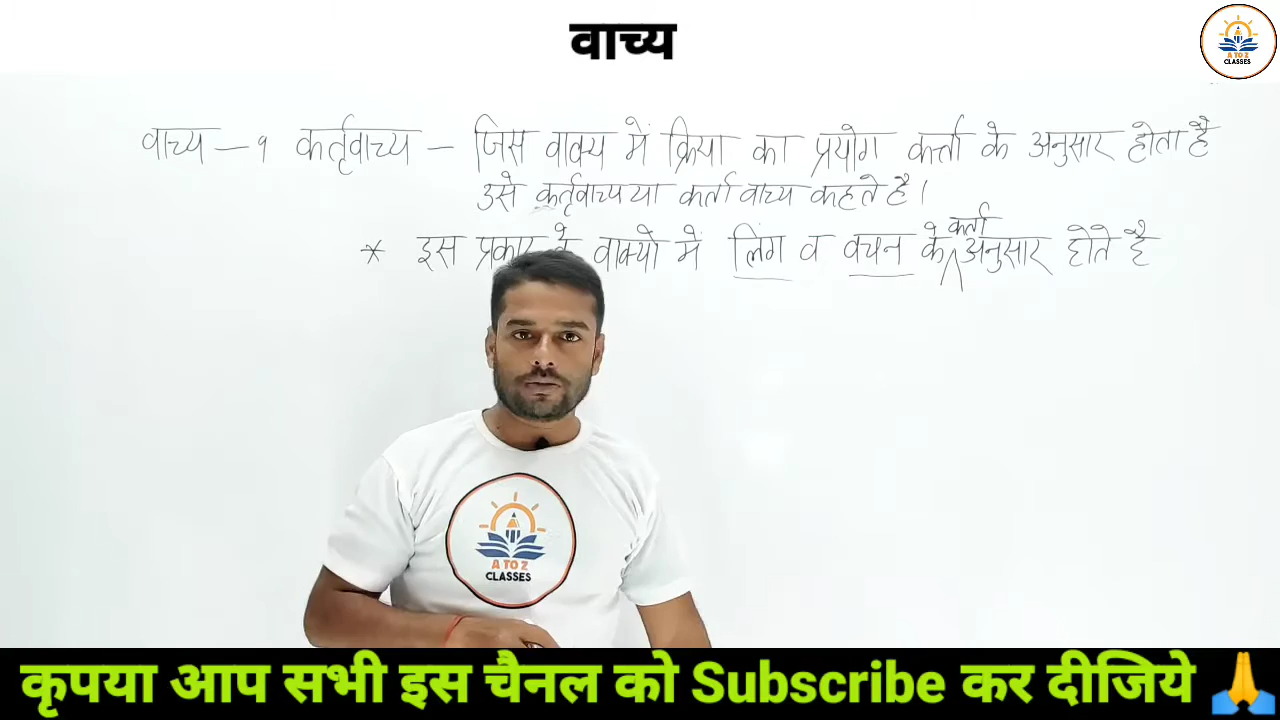 वाच्य
A TO Z
CLASSES
वाच्य – १ कर्तृवाच्य – जिस वाक्य में क्रिया का प्रयोग कर्त्ता के अनुसार होता है
उसे कर्तृवाच्य या कर्ता वाच्य कहते है।
* इस प्रकार के वाक्यो में लिंग व वचन के कर्ता अनुसार होते है
A TO Z
CLASSES
कृपया आप सभी इस चैनल को Subscribe कर दीजिये 🙏